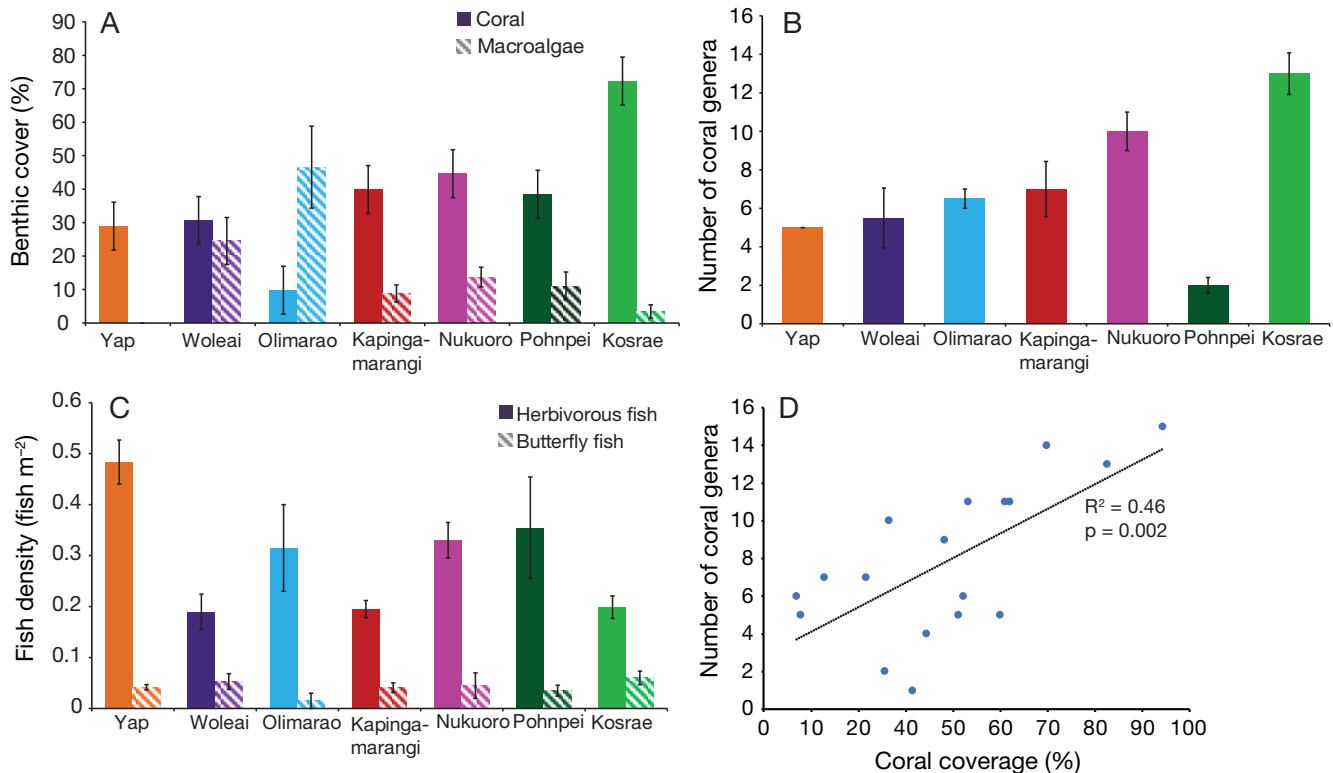 A
Coral
Macroalgae
Benthic cover (%)
90
80
70
60
50
40
30
20
10
0
Yap
Woleai
Olimarao
Kapinga-
marangi
Nukuoro
Pohnpei
Kosrae
B
Number of coral genera
16
14
12
10
8
6
4
2
0
Yap
Woleai
Olimarao
Kapinga-
marangi
Nukuoro
Pohnpei
Kosrae
C
Herbivorous fish
Butterfly fish
Fish density (fish m⁻²)
0.6
0.5
0.4
0.3
0.2
0.1
0
Yap
Woleai
Olimarao
Kapinga-
marangi
Nukuoro
Pohnpei
Kosrae
D
Number of coral genera
16
14
12
10
8
6
4
2
0
R² = 0.46
p = 0.002
0 10 20 30 40 50 60 70 80 90 100
Coral coverage (%)